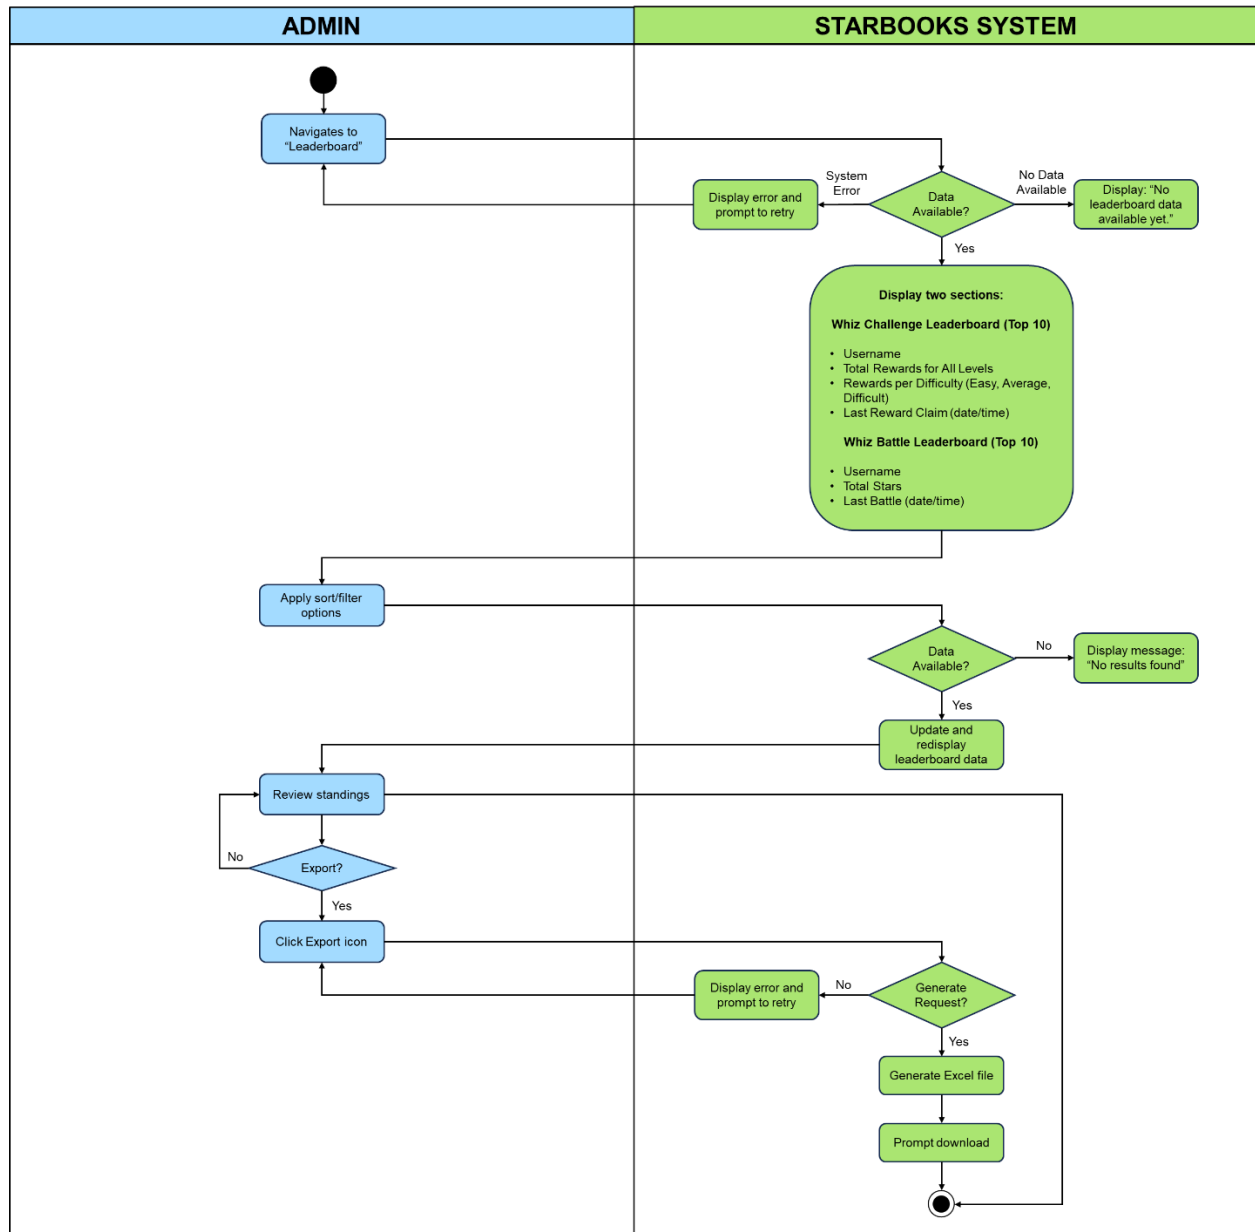 ADMIN
STARBOOKS SYSTEM
Navigates to
“Leaderboard”
System
Error
No Data
Available
Display error and
prompt to retry
Data
Available?
Display: “No
leaderboard data
available yet.”
Yes
Display two sections:
Whiz Challenge Leaderboard (Top 10)
• Username
• Total Rewards for All Levels
• Rewards per Difficulty (Easy, Average,
Difficult)
• Last Reward Claim (date/time)
Whiz Battle Leaderboard (Top 10)
• Username
• Total Stars
• Last Battle (date/time)
Apply sort/filter
options
Data
Available?
No
Display message:
“No results found”
Yes
Update and
redisplay
leaderboard data
Review standings
No
Export?
Yes
Click Export icon
Display error and
prompt to retry
No
Generate
Request?
Yes
Generate Excel file
Prompt download